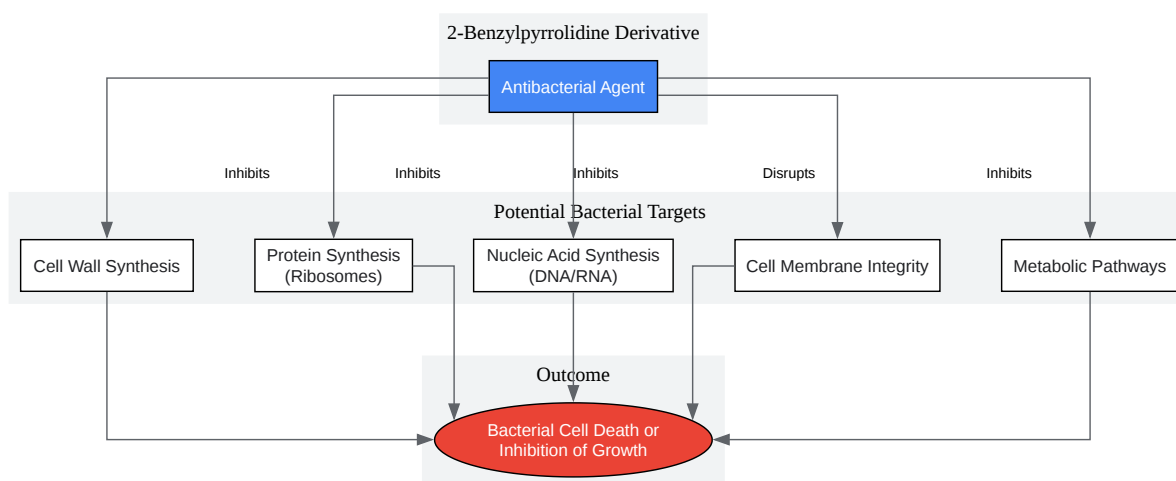 2-Benzylpyrrolidine Derivative
Antibacterial Agent
Inhibits
Inhibits
Inhibits
Disrupts
Inhibits
Potential Bacterial Targets
Cell Wall Synthesis
Protein Synthesis
(Ribosomes)
Nucleic Acid Synthesis
(DNA/RNA)
Cell Membrane Integrity
Metabolic Pathways
Outcome
Bacterial Cell Death or
Inhibition of Growth